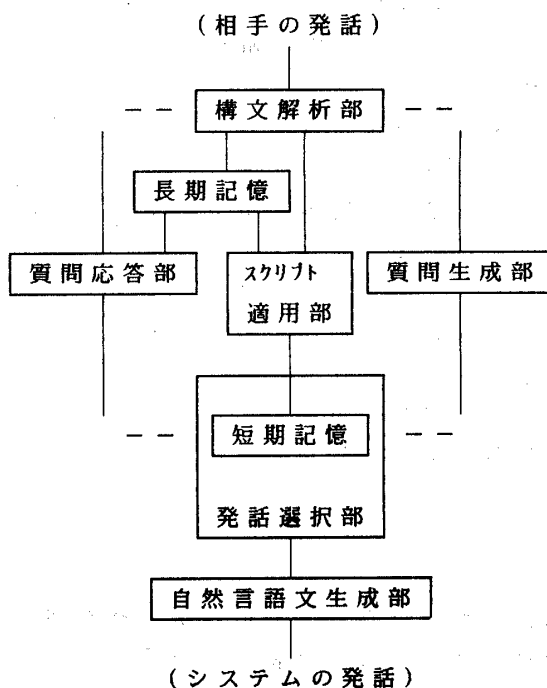 (相手の発話)
構文解析部
長期記憶
質問応答部
スクリプト
適用部
質問生成部
短期記憶
発話選択部
自然言語文生成部
(システムの発話)